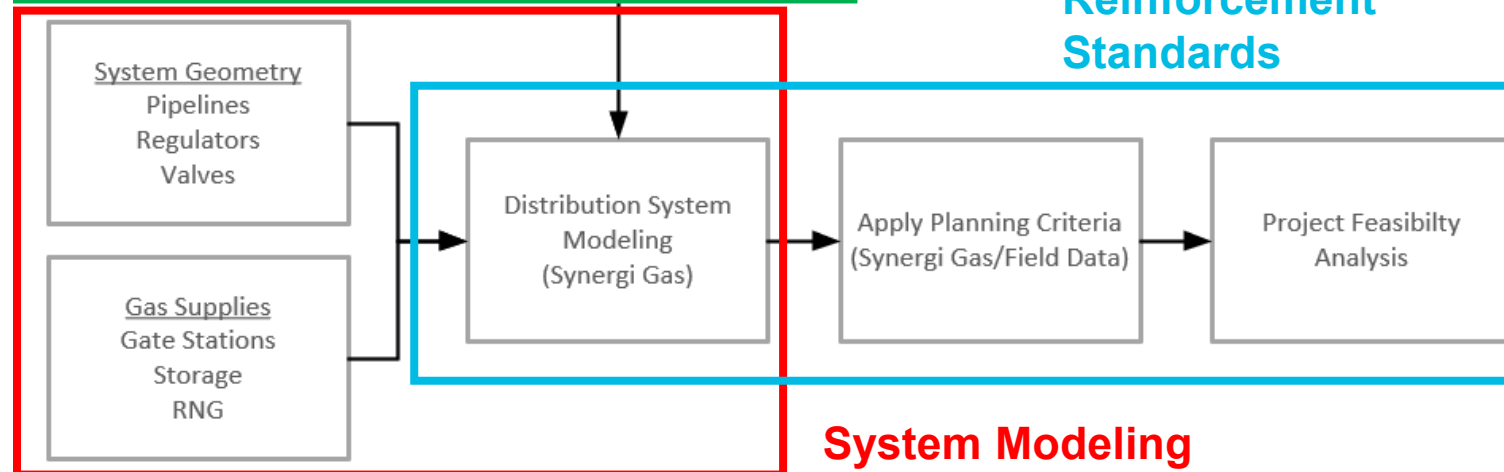 Reinforcement
Standards
System Geometry
Pipelines
Regulators
Valves
Gas Supplies
Gate Stations
Storage
RNG
Distribution System
Modeling
(Synergi Gas)
Apply Planning Criteria
(Synergi Gas/Field Data)
Project Feasibilty
Analysis
System Modeling